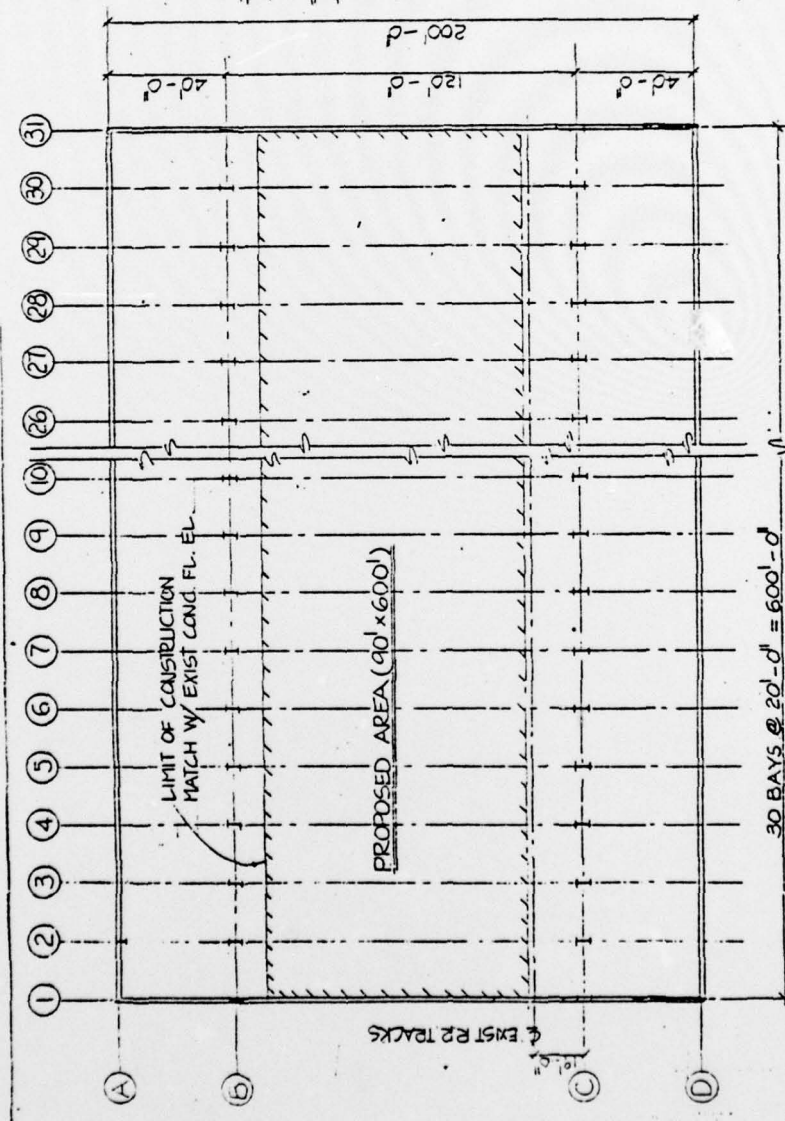 200'-0"
40'-0"
120'-0"
40'-0"
31
30
29
28
27
26
10
9
8
7
6
5
4
3
2
1
LIMIT OF CONSTRUCTION
MATCH W/ EXIST CONC. FL. EL.
PROPOSED AREA (90' x 600')
30 BAYS @ 20'-0" = 600'-0"
℄ EXIST RR TRACKS
10'-0"
A
B
C
D